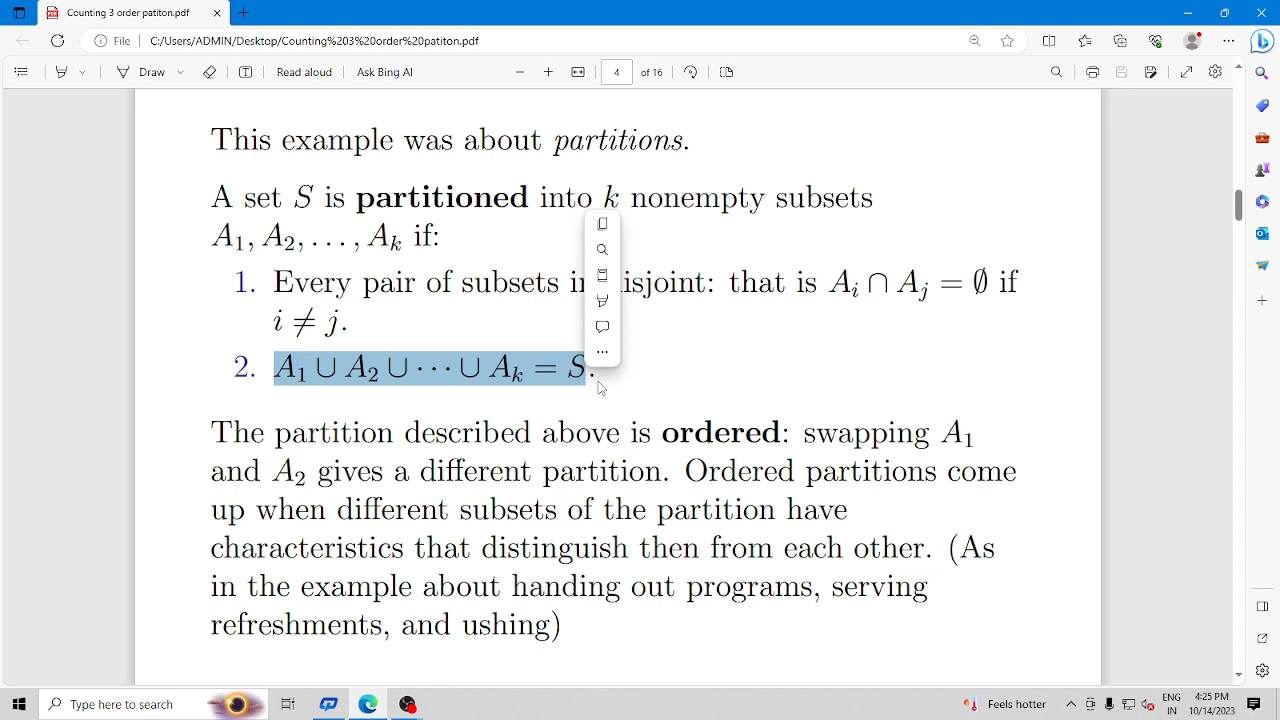 Counting 3 order patiton.pdf
File
C:/Users/ADMIN/Desktop/Counting%203%20order%20patiton.pdf
Draw
Read aloud
Ask Bing AI
4
of 16
This example was about partitions.
A set S is partitioned into k nonempty subsets
A₁, A₂, . . . , Aₖ if:
1. Every pair of subsets in disjoint: that is Aᵢ ∩ Aⱼ = ∅ if
i ≠ j.
2. A₁ ∪ A₂ ∪ · · · ∪ Aₖ = S.
The partition described above is ordered: swapping A₁
and A₂ gives a different partition. Ordered partitions come
up when different subsets of the partition have
characteristics that distinguish then from each other. (As
in the example about handing out programs, serving
refreshments, and ushing)
Type here to search
Feels hotter
ENG
IN
4:25 PM
10/14/2023